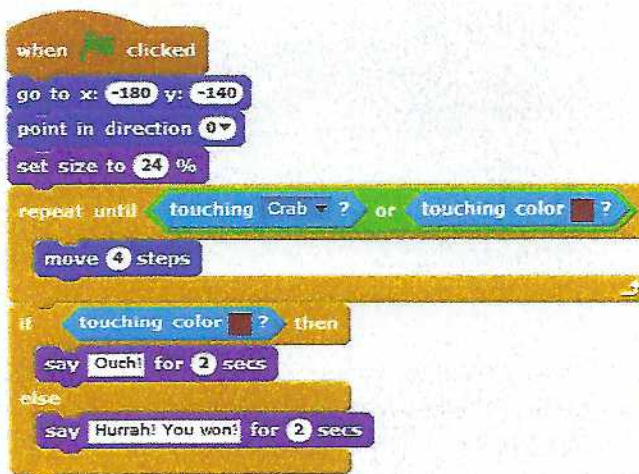 when clicked
go to x: -180 y: -140
point in direction 0
set size to 24 %
repeat until touching Crab ? or touching color ?
move 4 steps
if touching color ? then
say Ouch! for 2 secs
else
say Hurrah! You won! for 2 secs